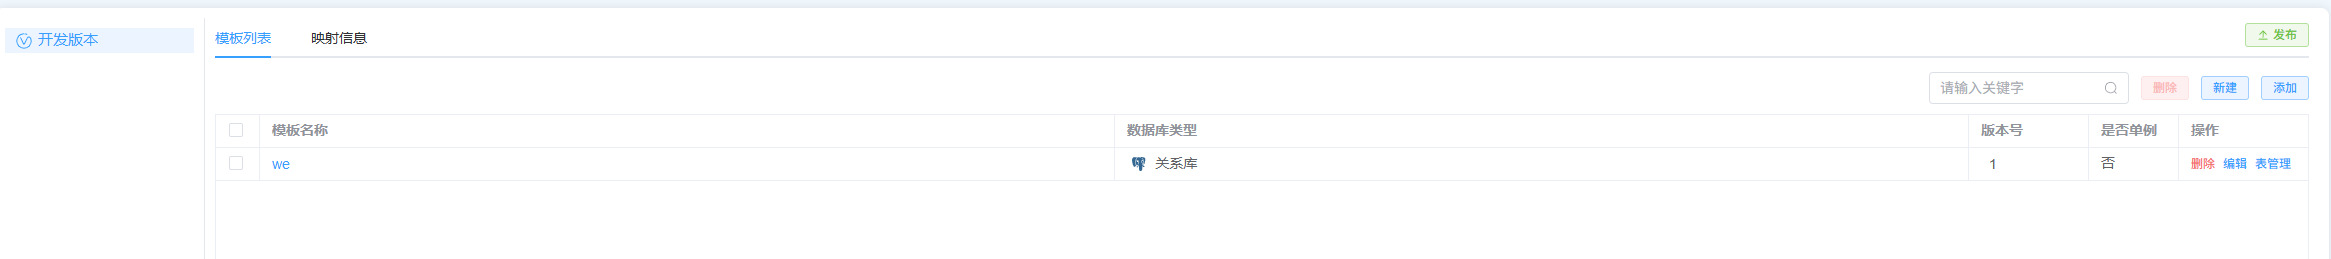 开发版本
模板列表 映射信息 发布
请输入关键字 删除 新建 添加
模板名称 数据库类型 版本号 是否单例 操作
we 关系库 1 否 删除 编辑 表管理